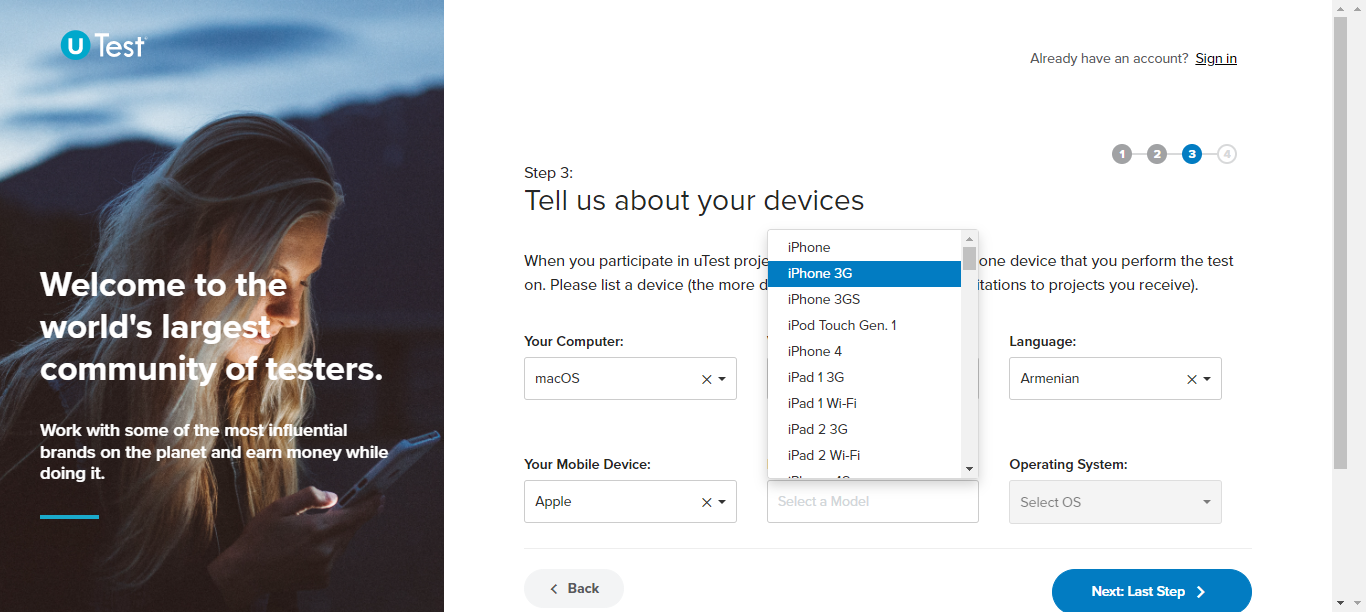 U Test
Welcome to the
world's largest
community of testers.
Work with some of the most influential
brands on the planet and earn money while
doing it.
Already have an account? Sign in
1 2 3 4
Step 3:
Tell us about your devices
When you participate in uTest proje
one device that you perform the test
on. Please list a device (the more d
itations to projects you receive).
iPhone
iPhone 3G
iPhone 3GS
iPod Touch Gen. 1
iPhone 4
iPad 1 3G
iPad 1 Wi-Fi
iPad 2 3G
iPad 2 Wi-Fi
Your Computer:
macOS
Language:
Armenian
Your Mobile Device:
Apple
Select a Model
Operating System:
Select OS
Back
Next: Last Step